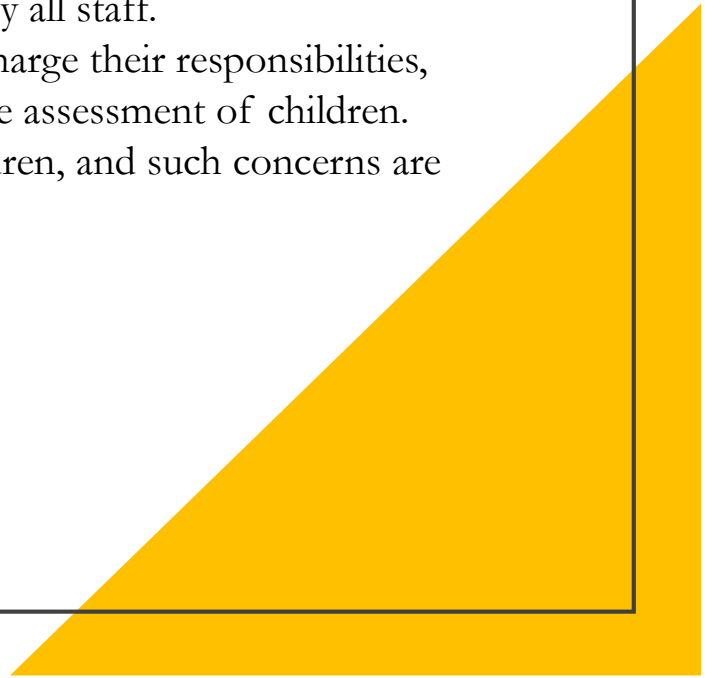 y all staff.
harge their responsibilities,
e assessment of children.
ren, and such concerns are